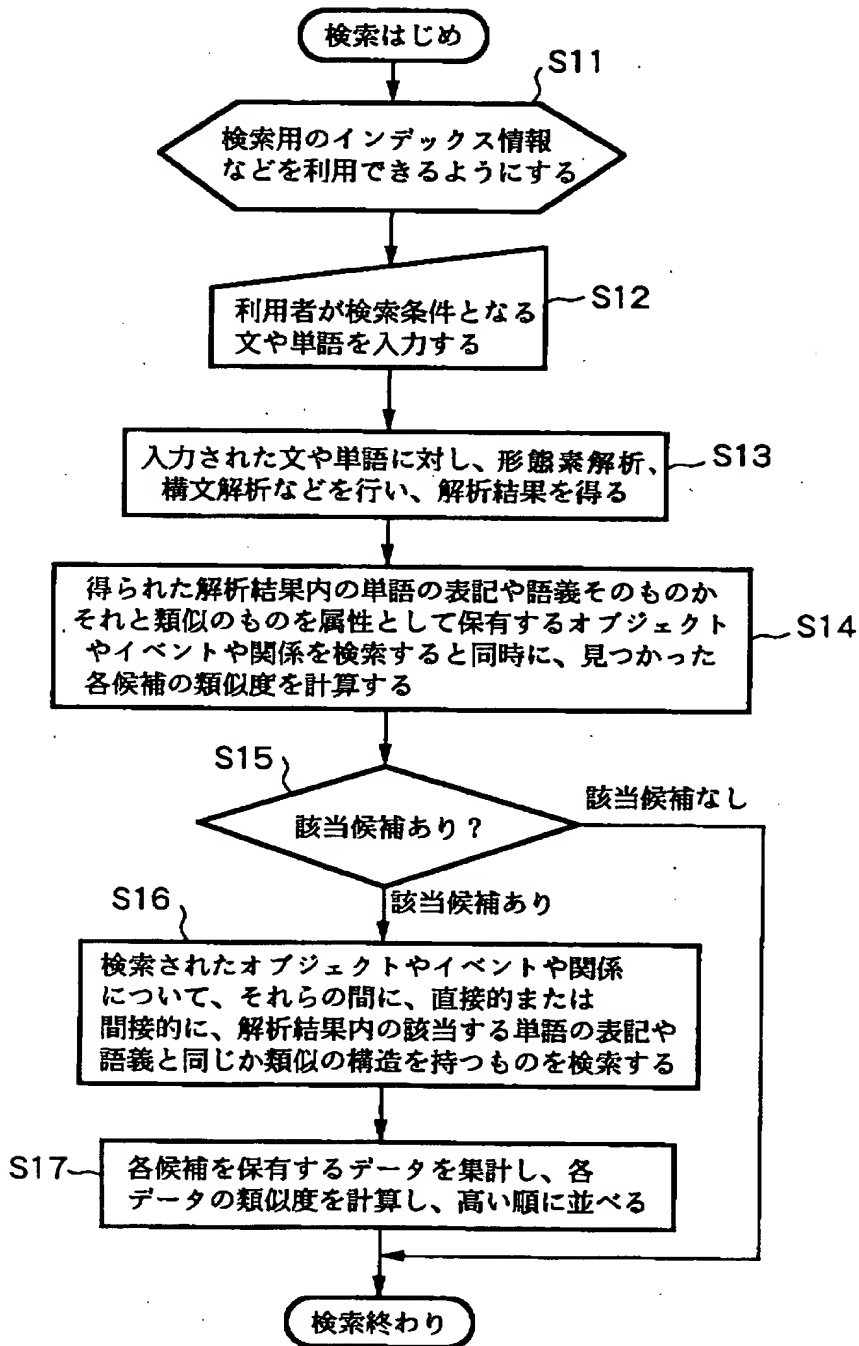 検索はじめ
S11
検索用のインデックス情報
などを利用できるようにする
S12
利用者が検索条件となる
文や単語を入力する
S13
入力された文や単語に対し、形態素解析、
構文解析などを行い、解析結果を得る
S14
得られた解析結果内の単語の表記や語義そのものか
それと類似のものを属性として保有するオブジェクト
やイベントや関係を検索すると同時に、見つかった
各候補の類似度を計算する
S15
該当候補あり?
該当候補なし
該当候補あり
S16
検索されたオブジェクトやイベントや関係
について、それらの間に、直接的または
間接的に、解析結果内の該当する単語の表記や
語義と同じか類似の構造を持つものを検索する
S17
各候補を保有するデータを集計し、各
データの類似度を計算し、高い順に並べる
検索終わり